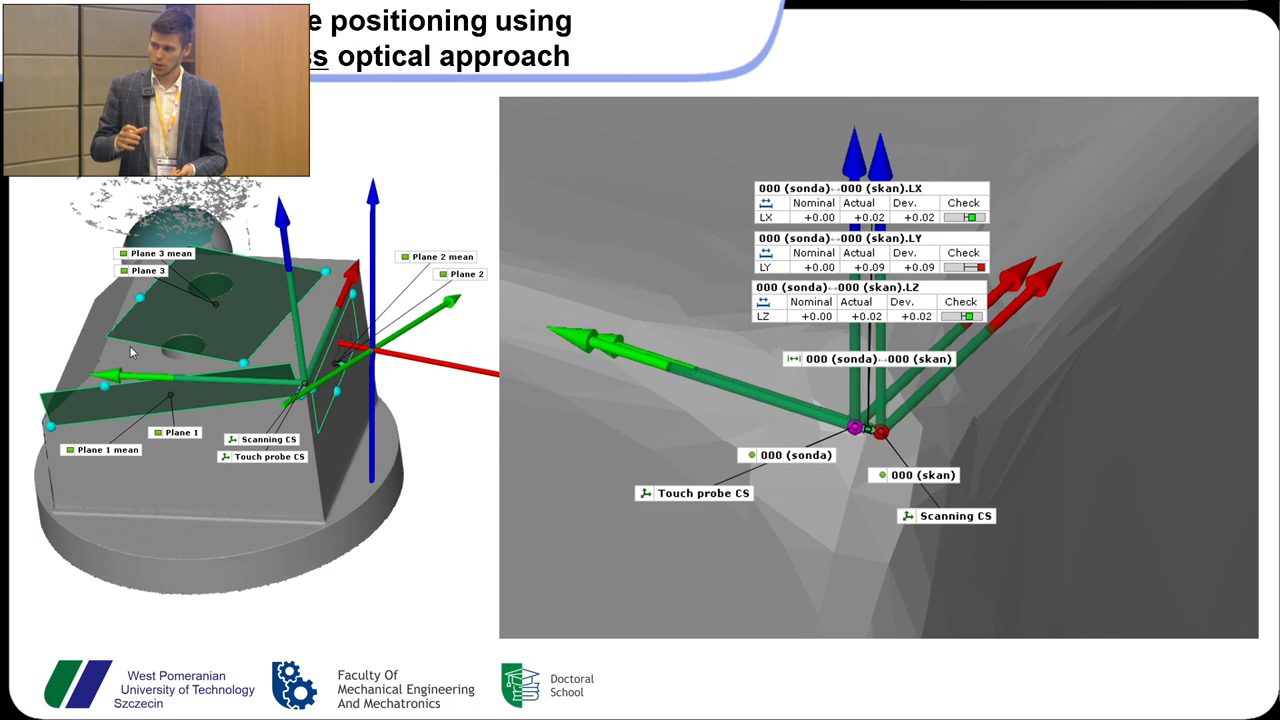 e positioning using
ss optical approach
Plane 3 mean
Plane 3
Plane 2 mean
Plane 2
Plane 1
Plane 1 mean
Scanning CS
Touch probe CS
000 (sonda)↔000 (skan).LX
Nominal Actual Dev. Check
LX +0.00 +0.02 +0.02
000 (sonda)↔000 (skan).LY
Nominal Actual Dev. Check
LY +0.00 +0.09 +0.09
000 (sonda)↔000 (skan).LZ
Nominal Actual Dev. Check
LZ +0.00 +0.02 +0.02
000 (sonda)↔000 (skan)
000 (sonda)
000 (skan)
Touch probe CS
Scanning CS
West Pomeranian
University of Technology
Szczecin
Faculty Of
Mechanical Engineering
And Mechatronics
Doctoral
School